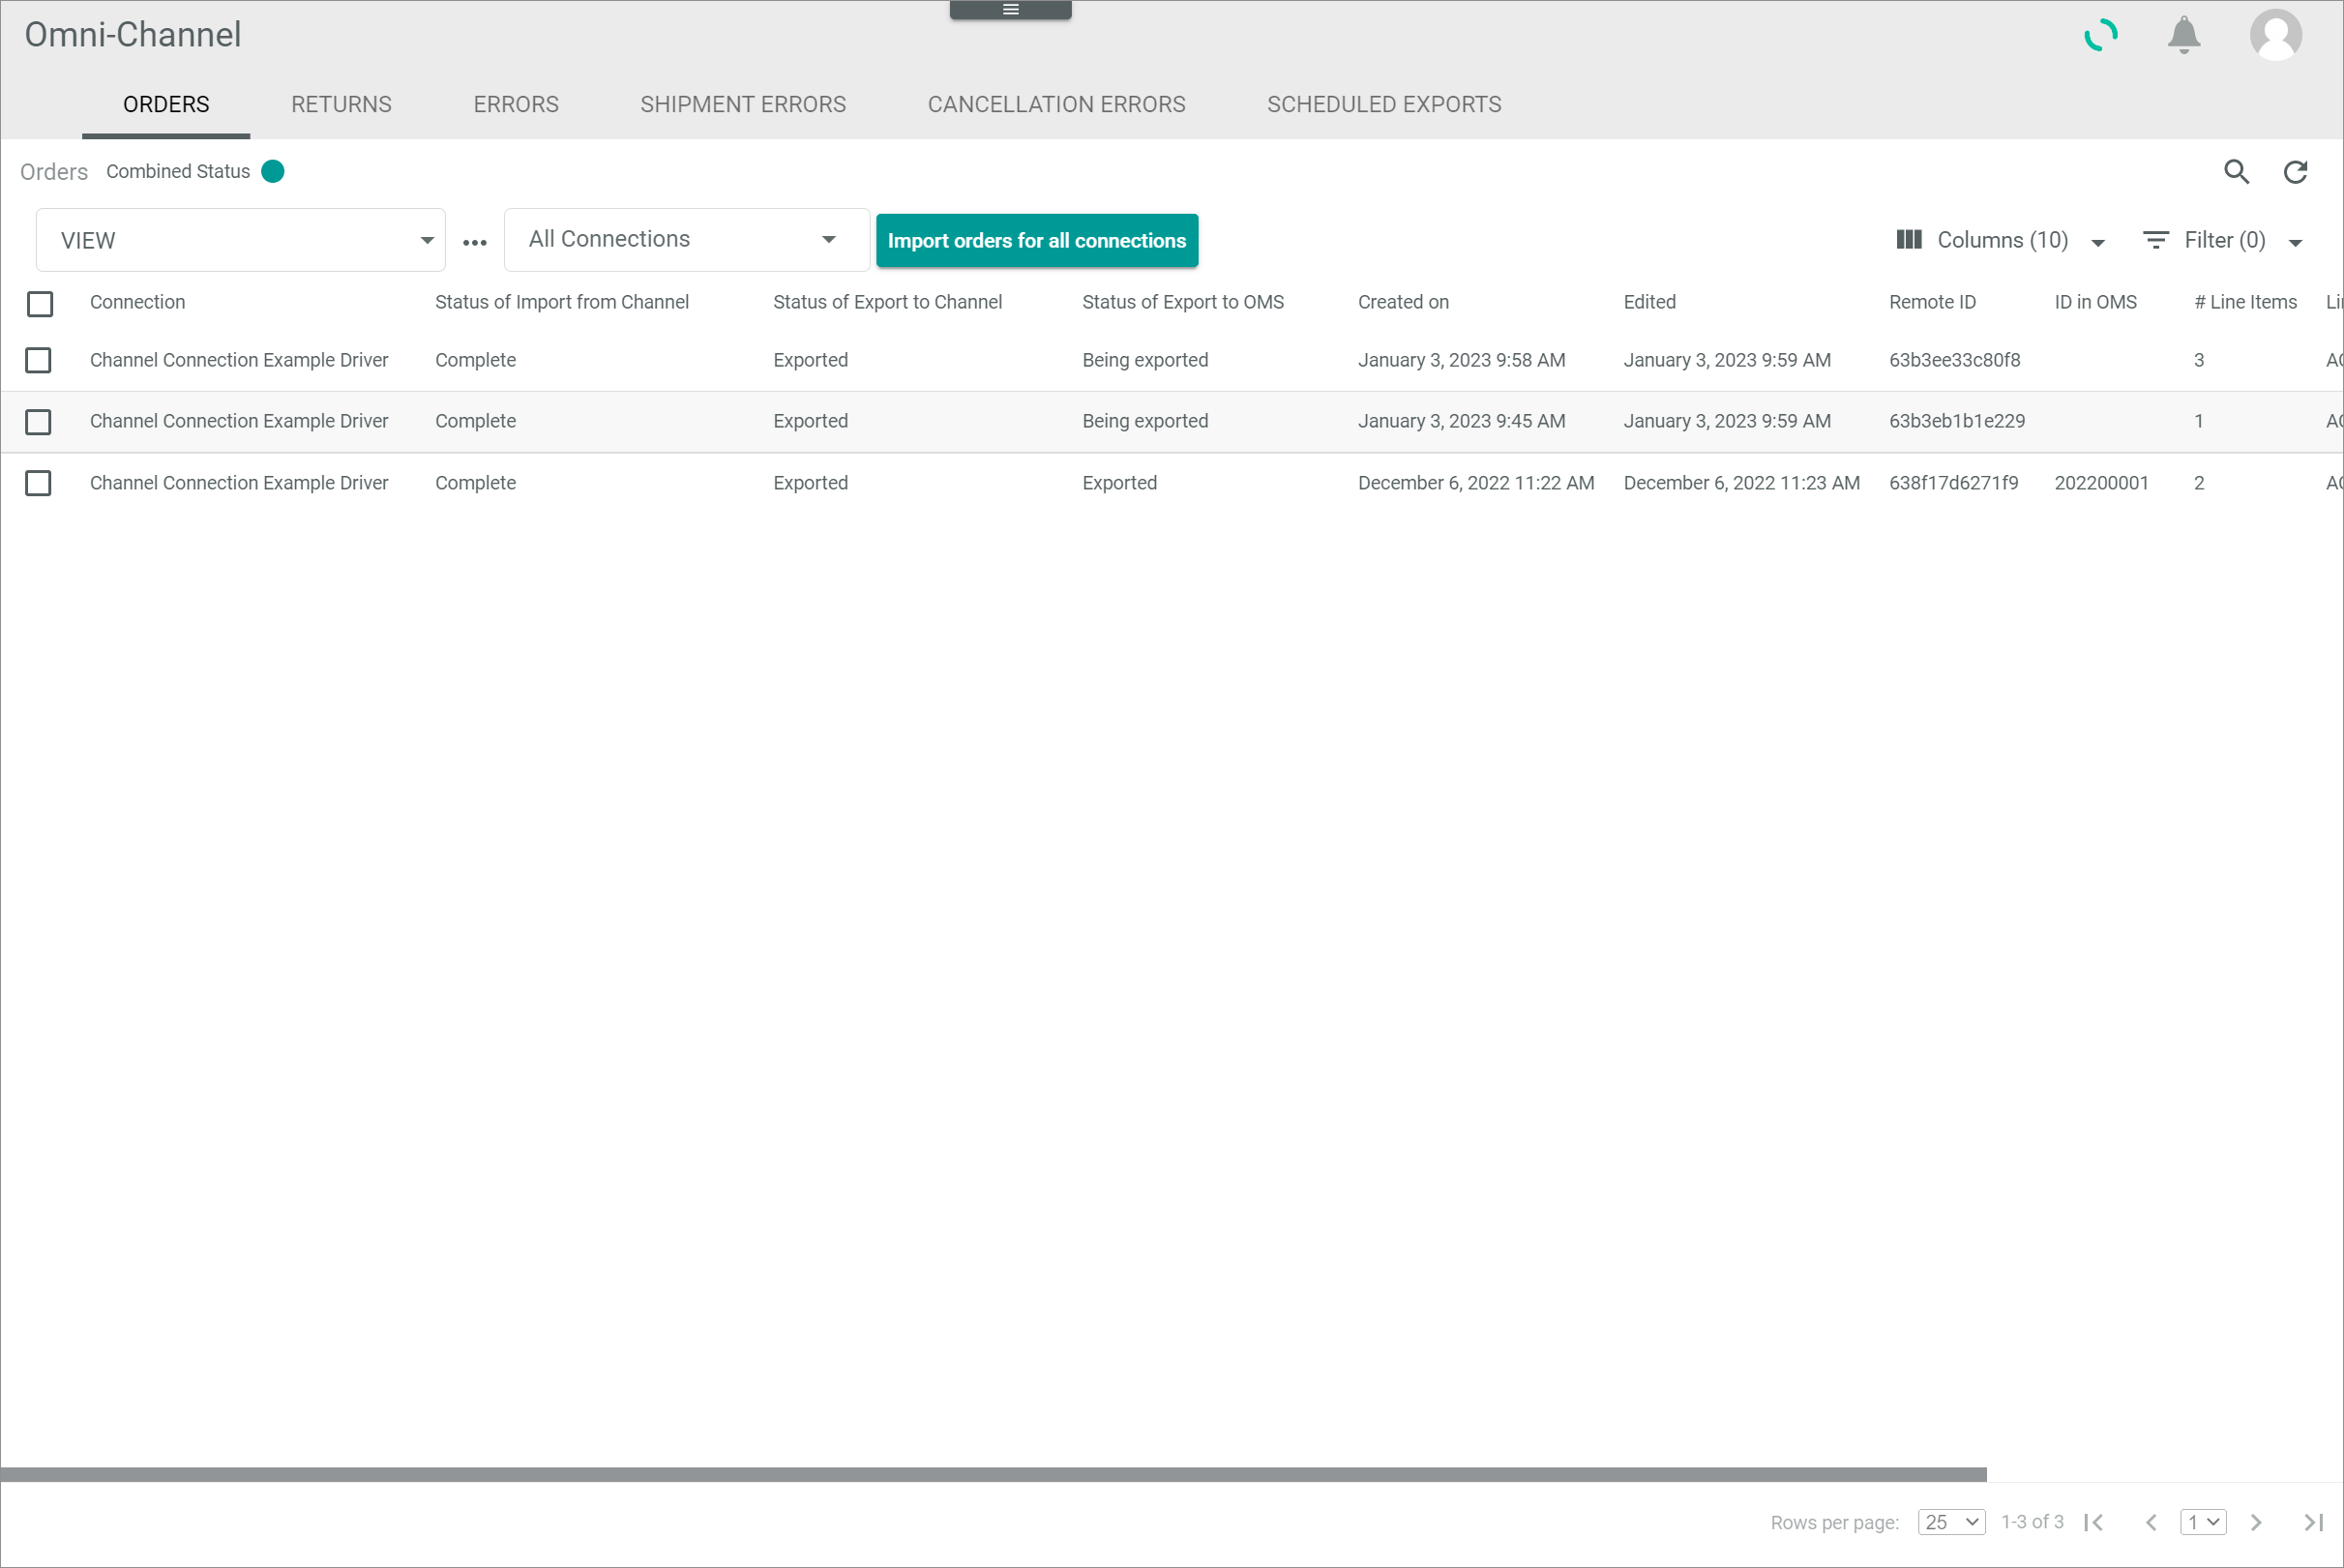 Omni-Channel
ORDERS RETURNS ERRORS SHIPMENT ERRORS CANCELLATION ERRORS SCHEDULED EXPORTS
Orders Combined Status
VIEW All Connections Import orders for all connections Columns (10) Filter (0)
Connection Status of Import from Channel Status of Export to Channel Status of Export to OMS Created on Edited Remote ID ID in OMS # Line Items
Channel Connection Example Driver Complete Exported Being exported January 3, 2023 9:58 AM January 3, 2023 9:59 AM 63b3ee33c80f8 3
Channel Connection Example Driver Complete Exported Being exported January 3, 2023 9:45 AM January 3, 2023 9:59 AM 63b3eb1b1e229 1
Channel Connection Example Driver Complete Exported Exported December 6, 2022 11:22 AM December 6, 2022 11:23 AM 638f17d6271f9 202200001 2
Rows per page: 25 1-3 of 3 1